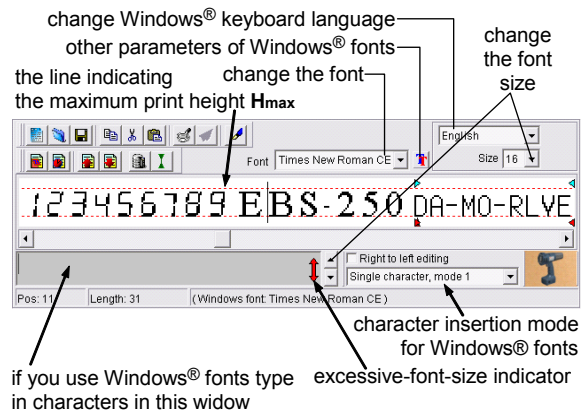 change Windows® keyboard language
other parameters of Windows® fonts
change
the font
size
the line indicating
the maximum print height Hmax
change the font
English
Font Times New Roman CE
Size 16
123456789 EBS-250 DA-MO-RLVE
Right to left editing
Single character, mode 1
Pos: 11 Length: 31 (Windows font: Times New Roman CE)
character insertion mode
for Windows® fonts
if you use Windows® fonts type
in characters in this widow
excessive-font-size indicator